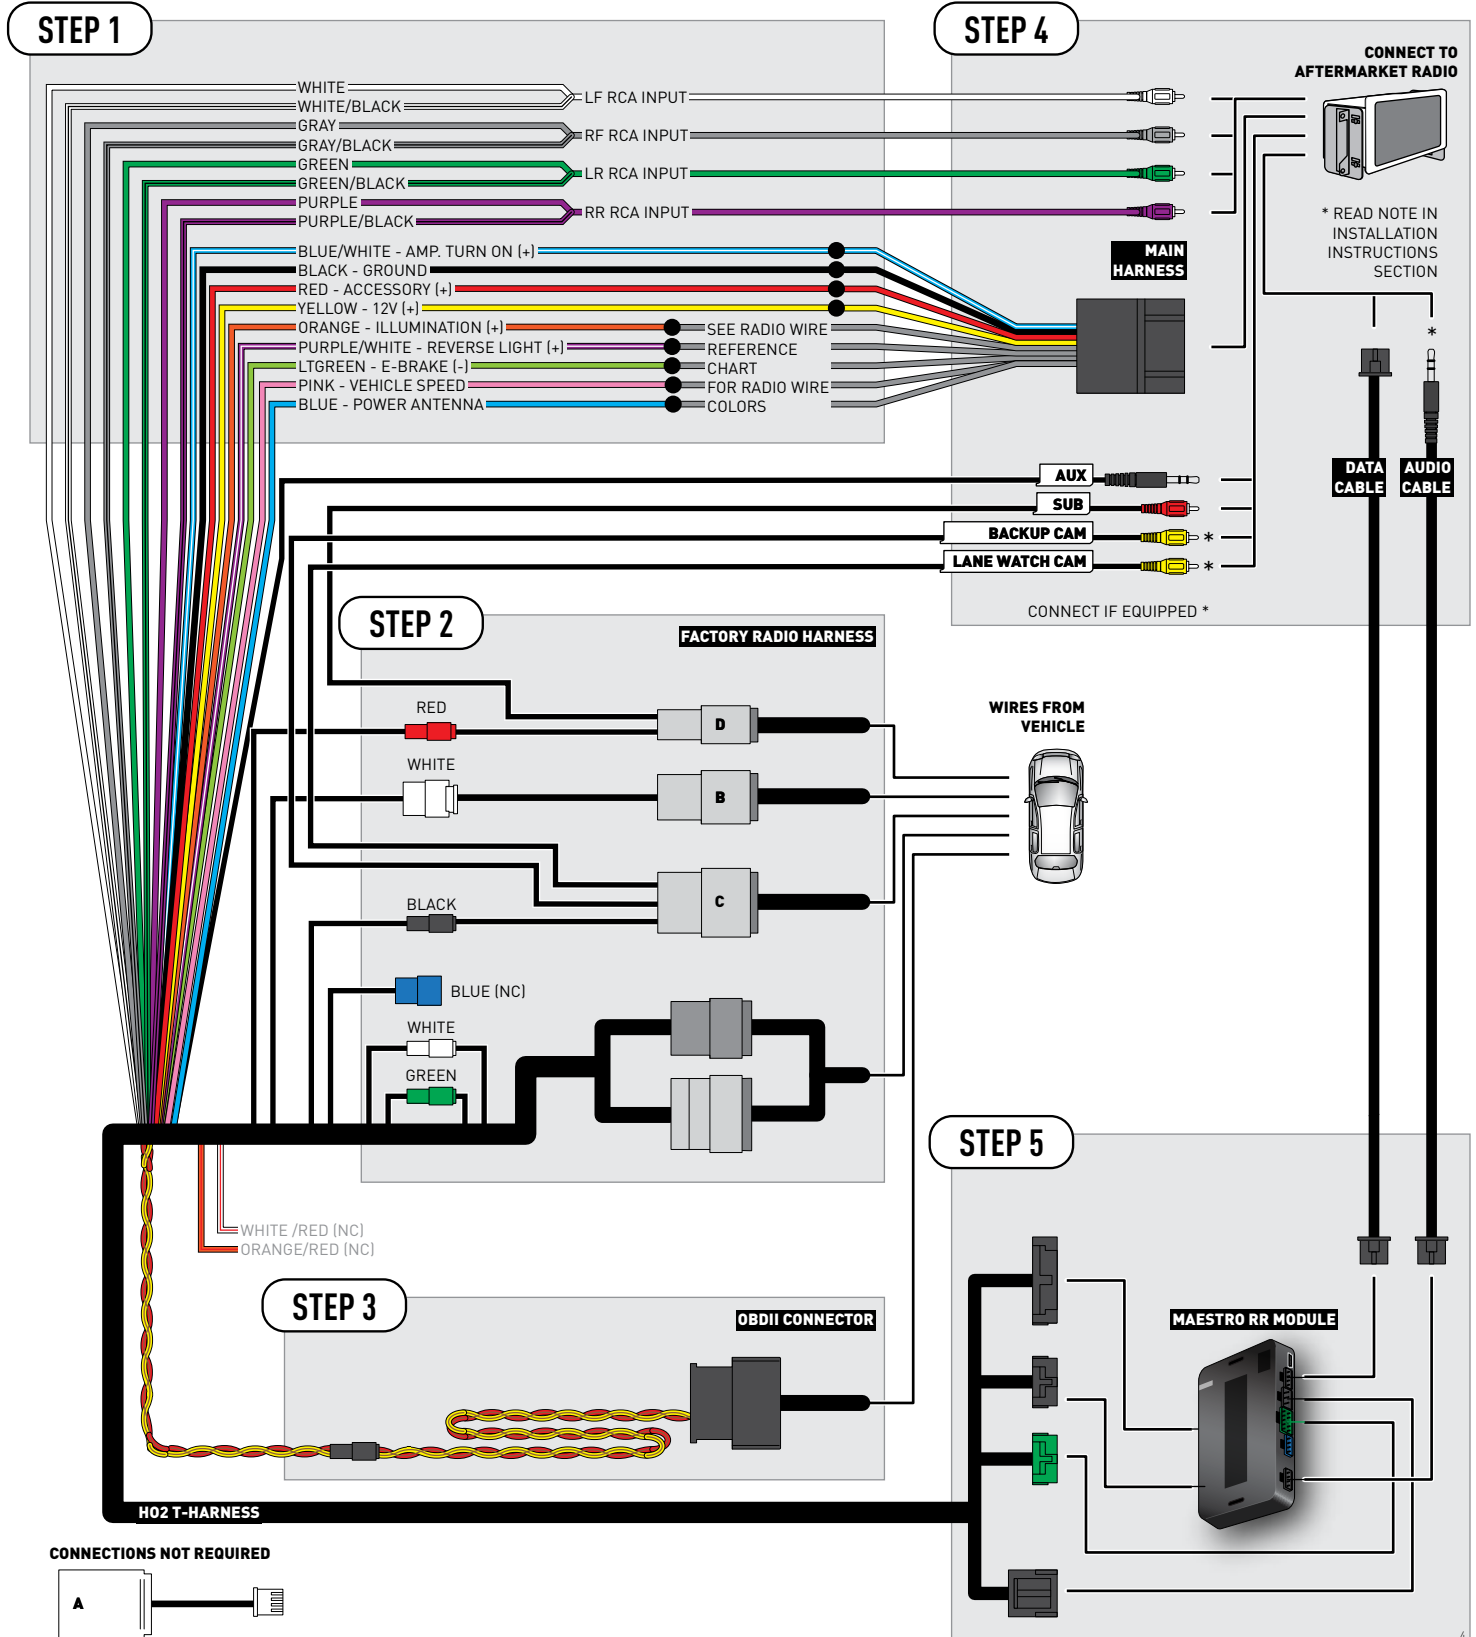 STEP 1
WHITE
WHITE/BLACK
LF RCA INPUT
GRAY
GRAY/BLACK
RF RCA INPUT
GREEN
GREEN/BLACK
LR RCA INPUT
PURPLE
PURPLE/BLACK
RR RCA INPUT
BLUE/WHITE - AMP. TURN ON (+)
BLACK - GROUND
RED - ACCESSORY (+)
YELLOW - 12V (+)
ORANGE - ILLUMINATION (+)
PURPLE/WHITE - REVERSE LIGHT (+)
LTGREEN - E-BRAKE (-)
PINK - VEHICLE SPEED
BLUE - POWER ANTENNA
SEE RADIO WIRE
REFERENCE
CHART
FOR RADIO WIRE
COLORS
STEP 4
CONNECT TO
AFTERMARKET RADIO
* READ NOTE IN
INSTALLATION
INSTRUCTIONS
SECTION
*
MAIN
HARNESS
DATA
CABLE
AUDIO
CABLE
AUX
SUB
BACKUP CAM *
LANE WATCH CAM *
CONNECT IF EQUIPPED *
STEP 2
FACTORY RADIO HARNESS
RED
D
WHITE
B
BLACK
C
BLUE (NC)
WHITE
GREEN
WIRES FROM
VEHICLE
WHITE /RED (NC)
ORANGE/RED (NC)
STEP 3
OBDII CONNECTOR
STEP 5
MAESTRO RR MODULE
HO2 T-HARNESS
CONNECTIONS NOT REQUIRED
A